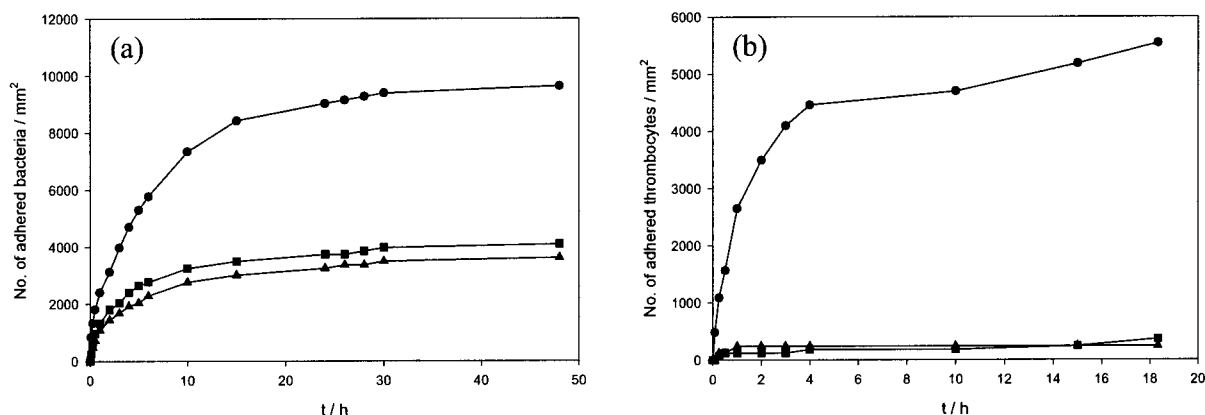 (a)
No. of adhered bacteria / mm²
12000
10000
8000
6000
4000
2000
0
0 10 20 30 40 50
t / h
(b)
No. of adhered thrombocytes / mm²
6000
5000
4000
3000
2000
1000
0
0 2 4 6 8 10 12 14 16 18 20
t / h